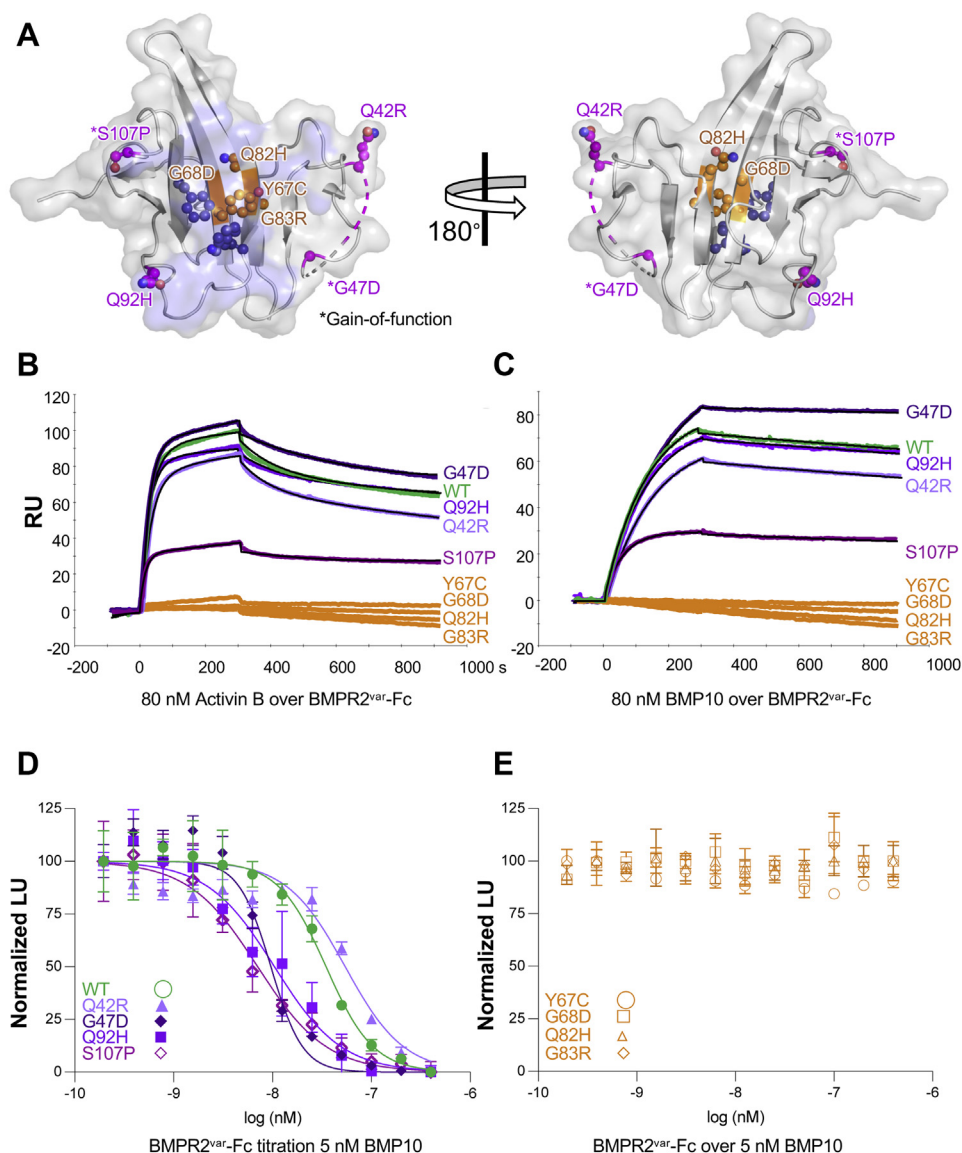 A
*S107P
Q42R
Q82H
G68D
Y67C
G83R
Q92H
*G47D
*Gain-of-function
180°
Q42R
Q82H
*S107P
G68D
*G47D
Q92H
B
RU
120
100
80
60
40
20
0
-20
-200 0 200 400 600 800 1000 s
G47D
WT
Q92H
Q42R
S107P
Y67C
G68D
Q82H
G83R
80 nM Activin B over BMPR2var-Fc
C
80
60
40
20
0
-20
-200 0 200 400 600 800 1000
G47D
WT
Q92H
Q42R
S107P
Y67C
G68D
Q82H
G83R
80 nM BMP10 over BMPR2var-Fc
D
Normalized LU
125
100
75
50
25
0
WT
Q42R
G47D
Q92H
S107P
-10 -9 -8 -7 -6
log (nM)
BMPR2var-Fc titration 5 nM BMP10
E
Normalized LU
125
100
75
50
25
0
Y67C
G68D
Q82H
G83R
-10 -9 -8 -7 -6
log (nM)
BMPR2var-Fc over 5 nM BMP10